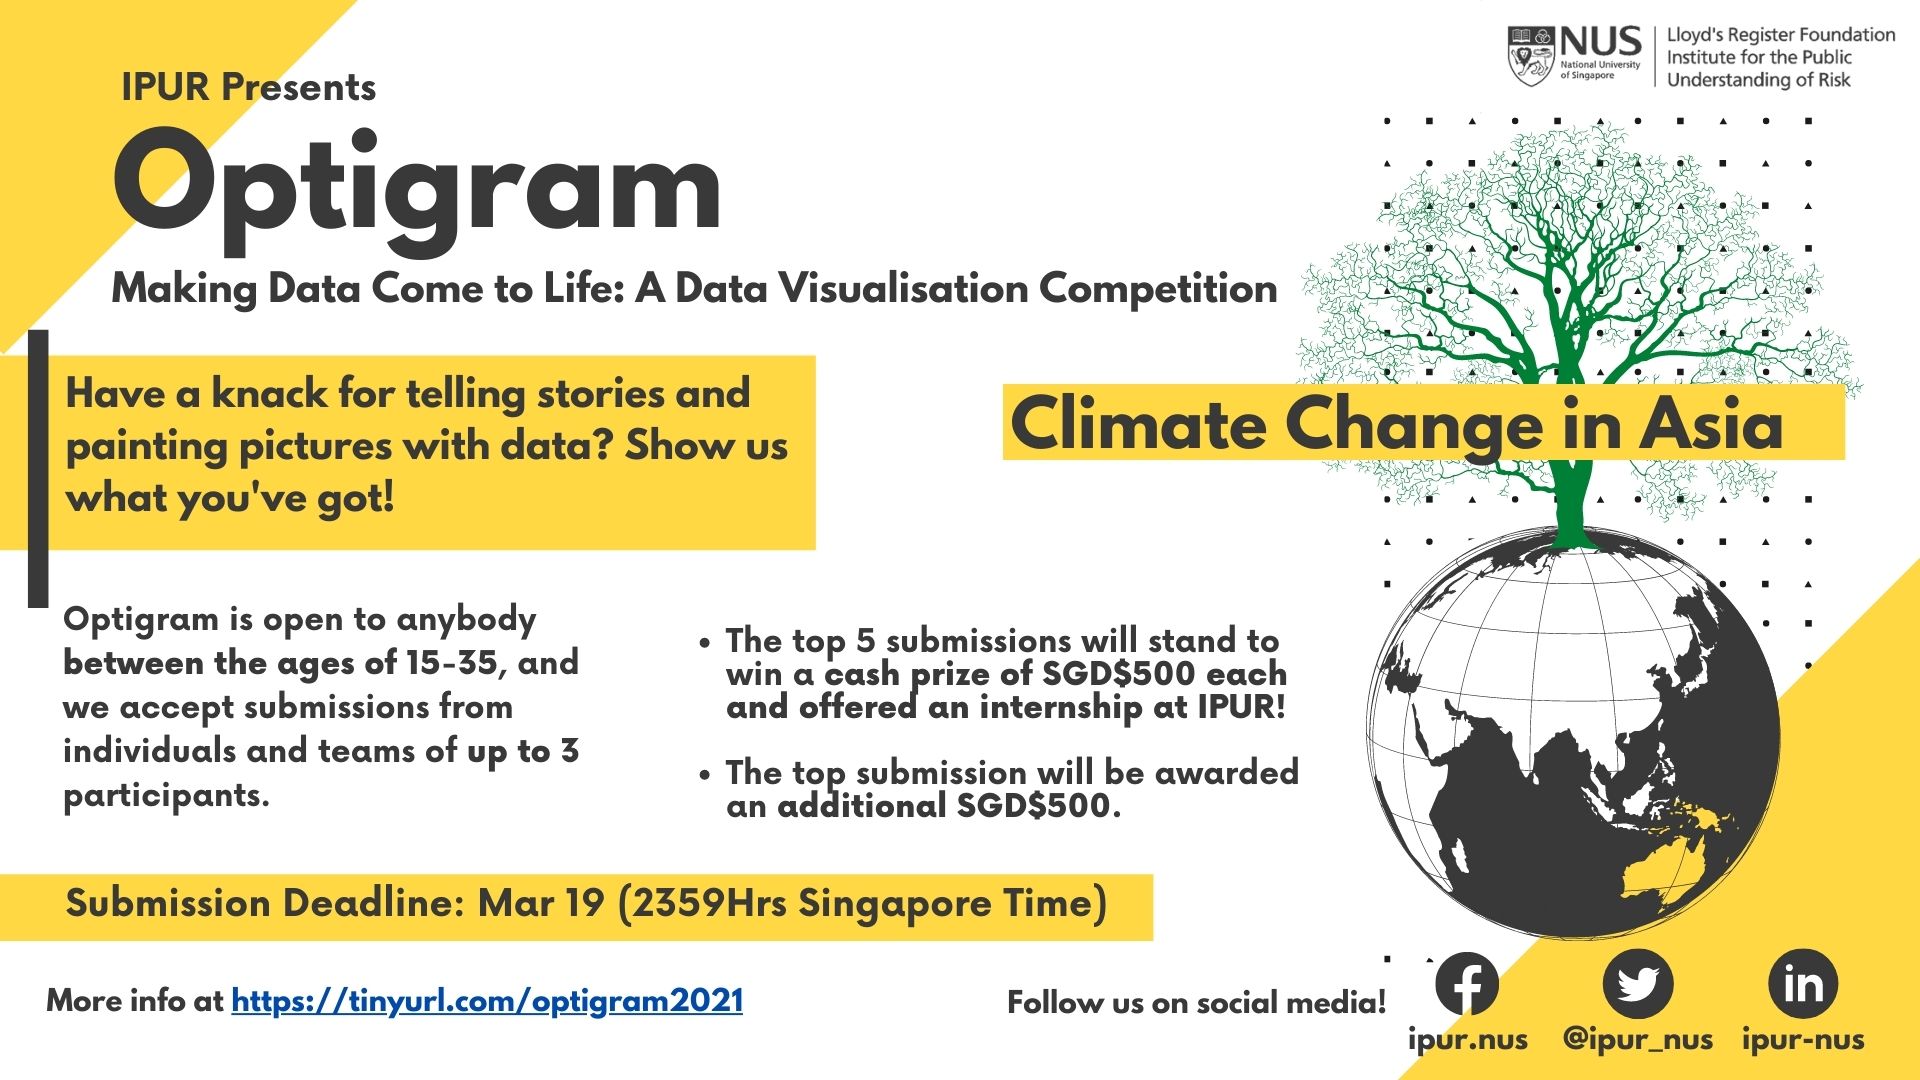 NUS
National University
of Singapore
Lloyd's Register Foundation
Institute for the Public
Understanding of Risk
IPUR Presents
Optigram
Making Data Come to Life: A Data Visualisation Competition
Have a knack for telling stories and
painting pictures with data? Show us
what you've got!
Climate Change in Asia
Optigram is open to anybody
between the ages of 15-35, and
we accept submissions from
individuals and teams of up to 3
participants.
• The top 5 submissions will stand to
win a cash prize of SGD$500 each
and offered an internship at IPUR!
• The top submission will be awarded
an additional SGD$500.
Submission Deadline: Mar 19 (2359Hrs Singapore Time)
More info at https://tinyurl.com/optigram2021
Follow us on social media!
ipur.nus
@ipur_nus
in
ipur-nus